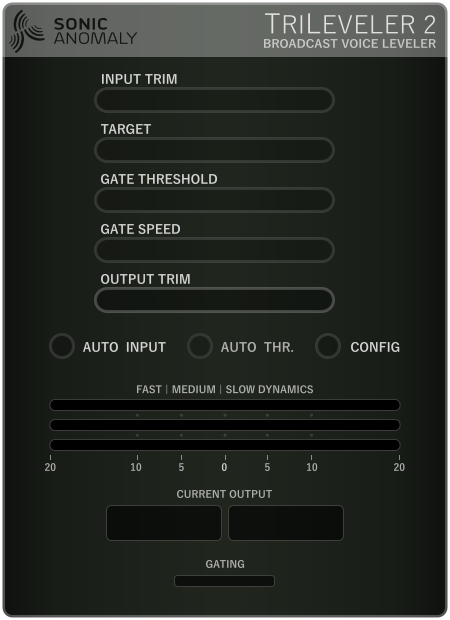 SONIC
ANOMALY
TRILEVELER 2
BROADCAST VOICE LEVELER
INPUT TRIM
TARGET
GATE THRESHOLD
GATE SPEED
OUTPUT TRIM
AUTO INPUT AUTO THR. CONFIG
FAST | MEDIUM | SLOW DYNAMICS
20 10 5 0 5 10 20
CURRENT OUTPUT
GATING